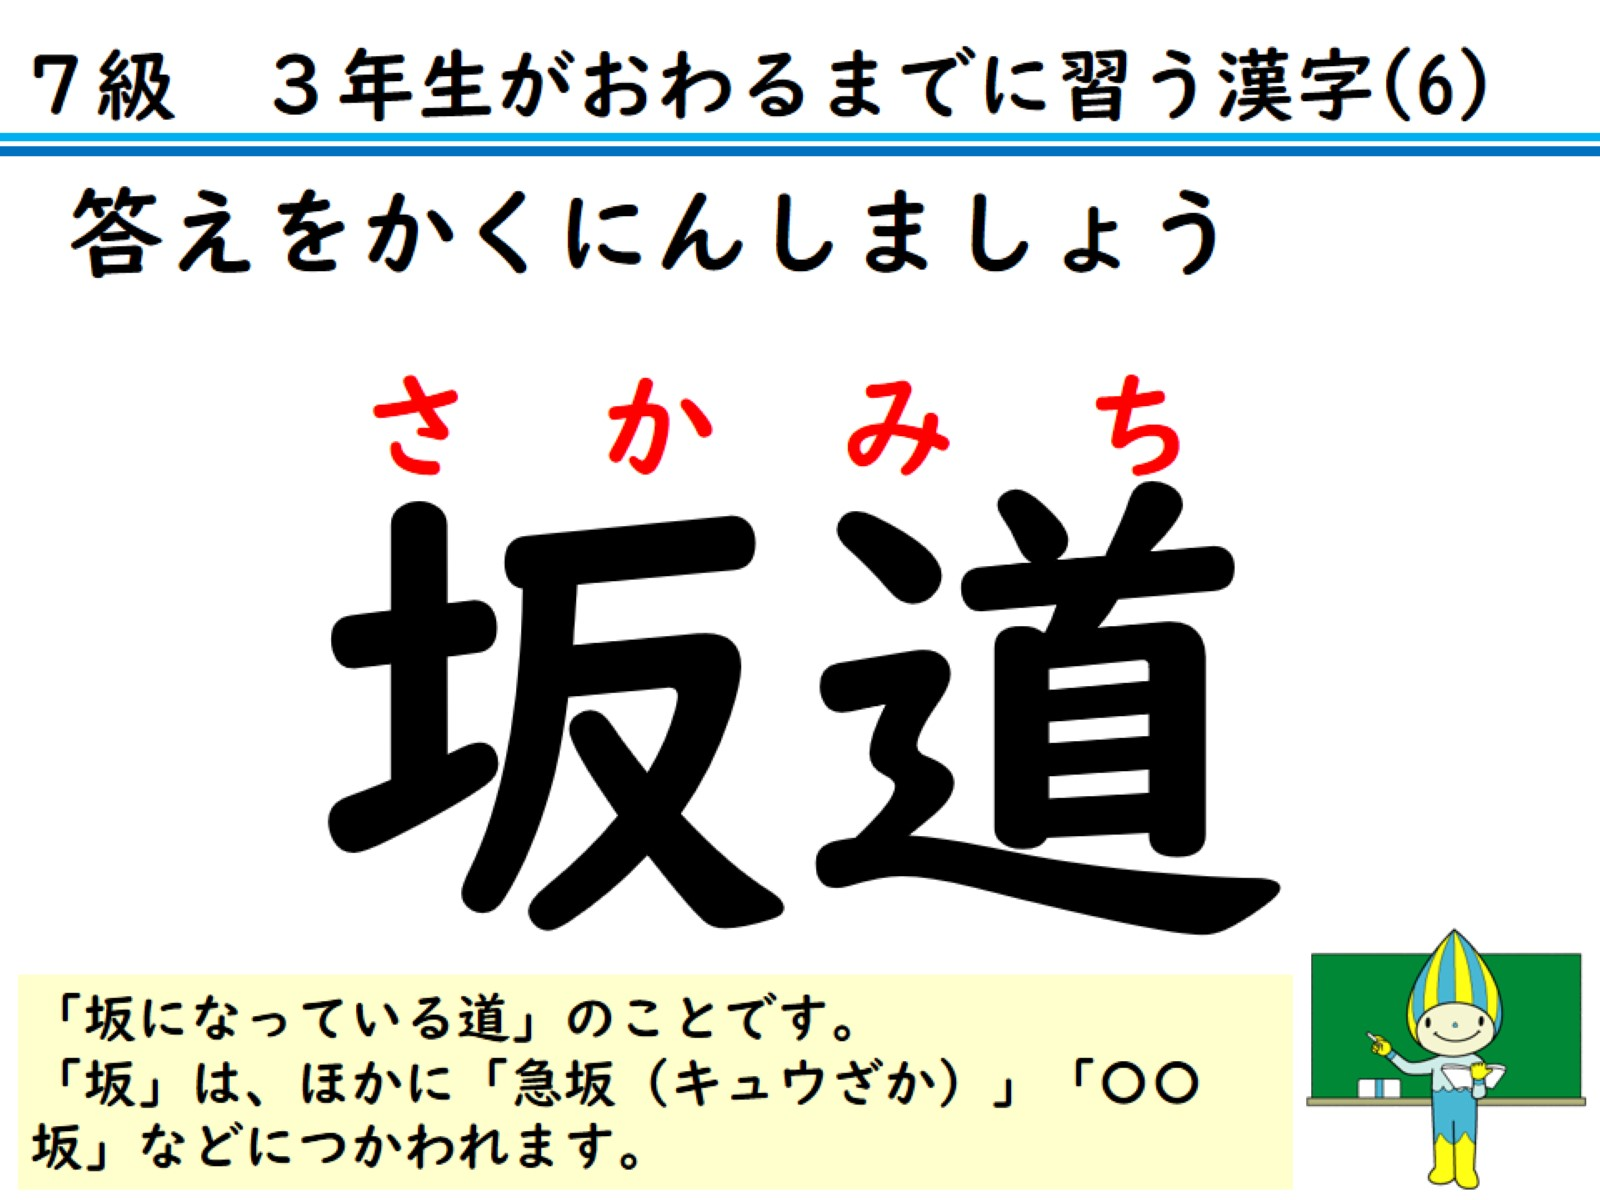 ７級　３年生がおわるまでに習う漢字(6)
答えをかくにんしましょう
さかみち
坂道
「坂になっている道」のことです。
「坂」は、ほかに「急坂（キュウざか）」「〇〇
坂」などにつかわれます。